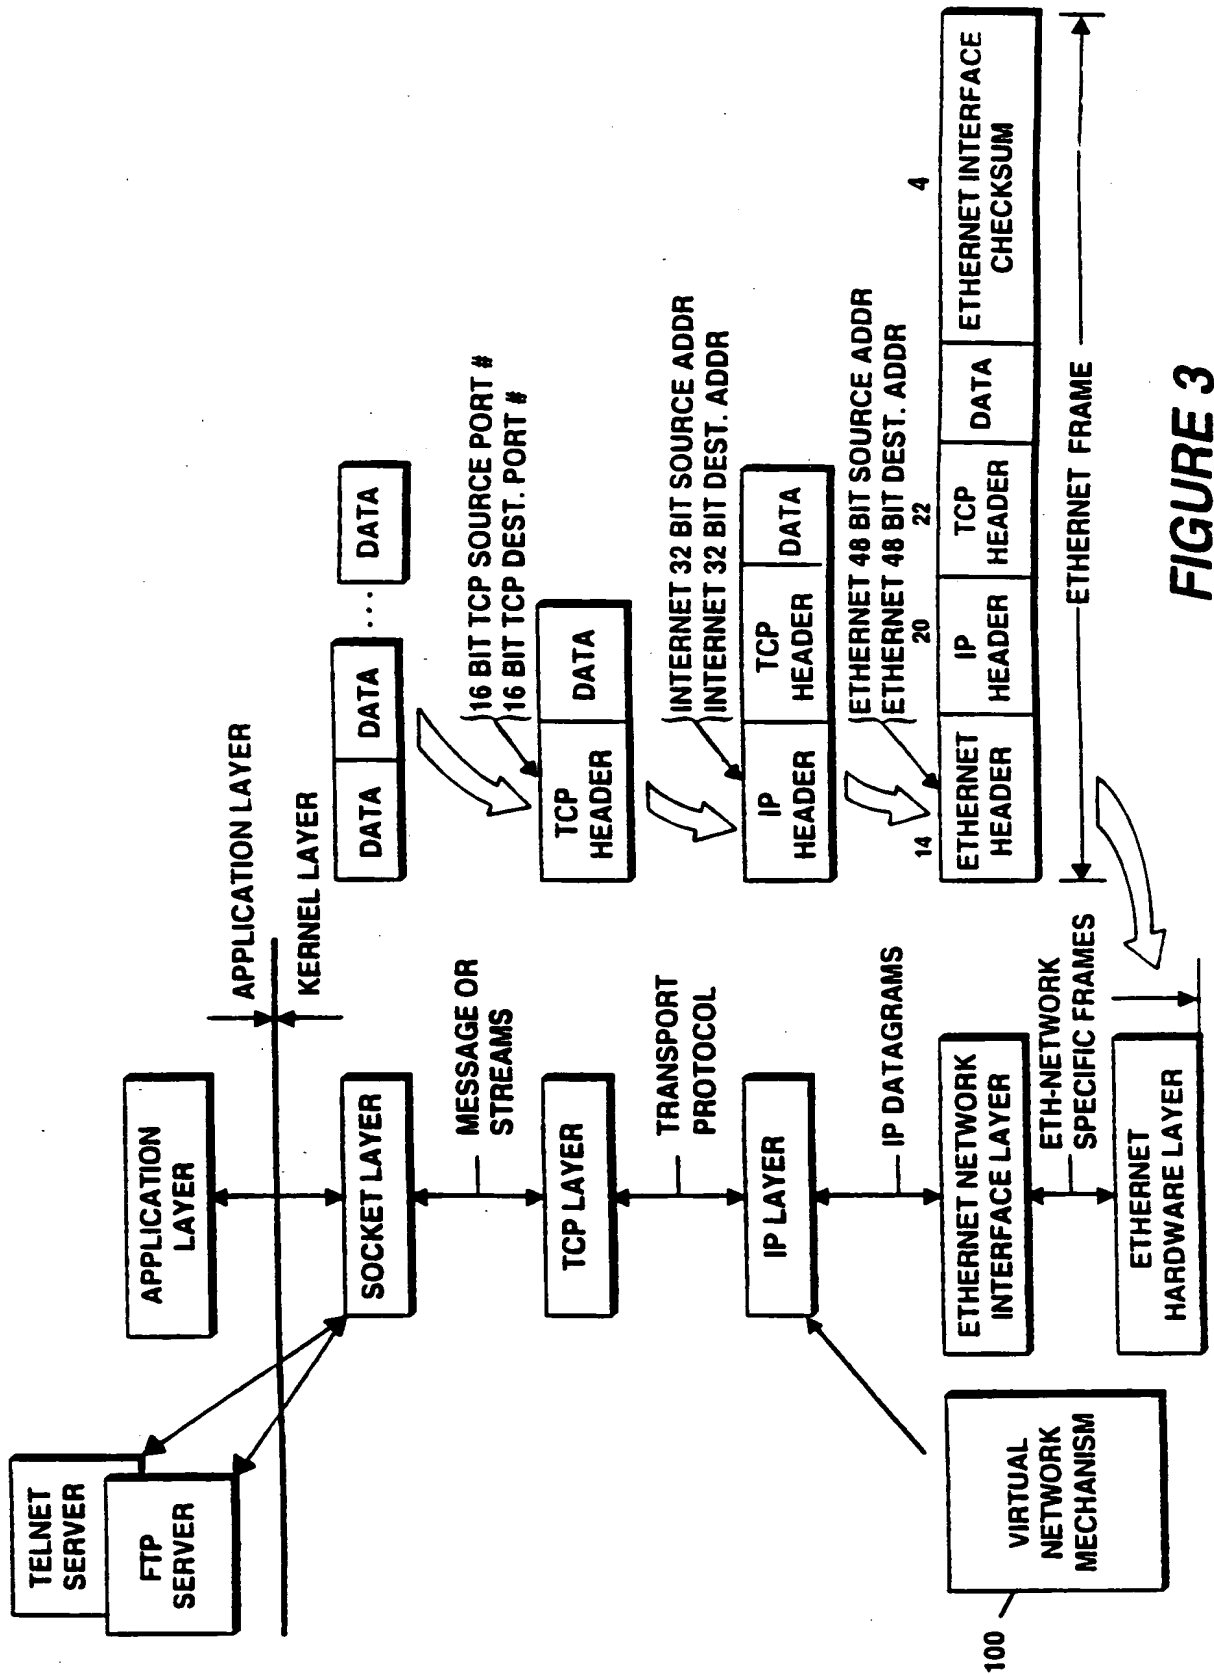 TELNET
SERVER
FTP
SERVER
APPLICATION
LAYER
APPLICATION LAYER
KERNEL LAYER
SOCKET LAYER
DATA
DATA
....
DATA
MESSAGE OR
STREAMS
16 BIT TCP SOURCE PORT #
16 BIT TCP DEST. PORT #
TCP LAYER
TCP
HEADER
DATA
TRANSPORT
PROTOCOL
INTERNET 32 BIT SOURCE ADDR
INTERNET 32 BIT DEST. ADDR
IP LAYER
IP
HEADER
TCP
HEADER
DATA
IP DATAGRAMS
ETHERNET 48 BIT SOURCE ADDR
ETHERNET 48 BIT DEST. ADDR
14
20
22
4
VIRTUAL
NETWORK
MECHANISM
100
ETHERNET NETWORK
INTERFACE LAYER
ETHERNET
HEADER
IP
HEADER
TCP
HEADER
DATA
ETHERNET INTERFACE
CHECKSUM
ETH-NETWORK
SPECIFIC FRAMES
ETHERNET FRAME
ETHERNET
HARDWARE LAYER
FIGURE 3